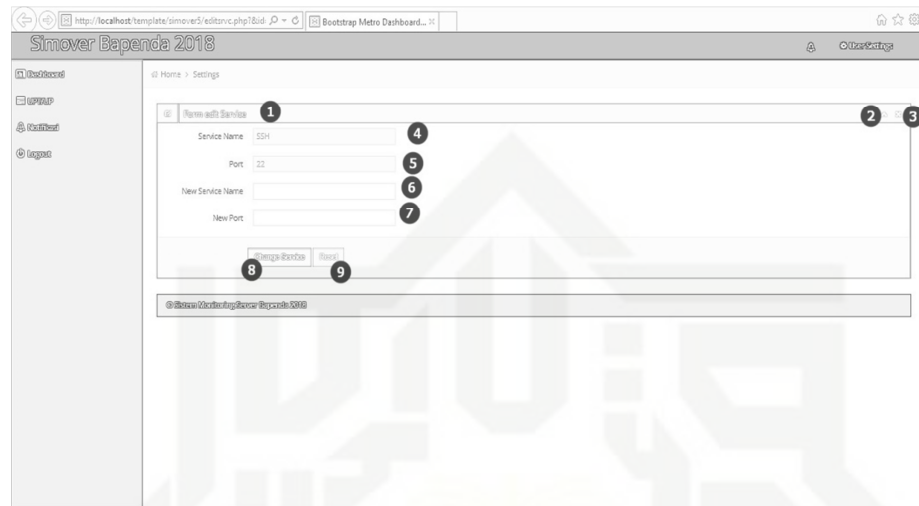 http://localhost/template/simover5/editsrvc.php?&id: Bootstrap Metro Dashboard...
Simover Bapenda 2018
User Settings
Dashboard
Home > Settings
UPT/UP
Form edit Service 1 2 3
Notifikasi
Service Name SSH 4
Logout
Port 22 5
New Service Name 6
New Port 7
Change Service Reset
8 9
© Sistem Monitoring Server Bapenda 2018